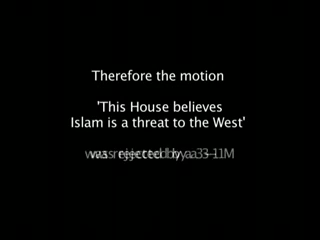 Therefore the motion
'This House believes
Islam is a threat to the West'
was rejected by a